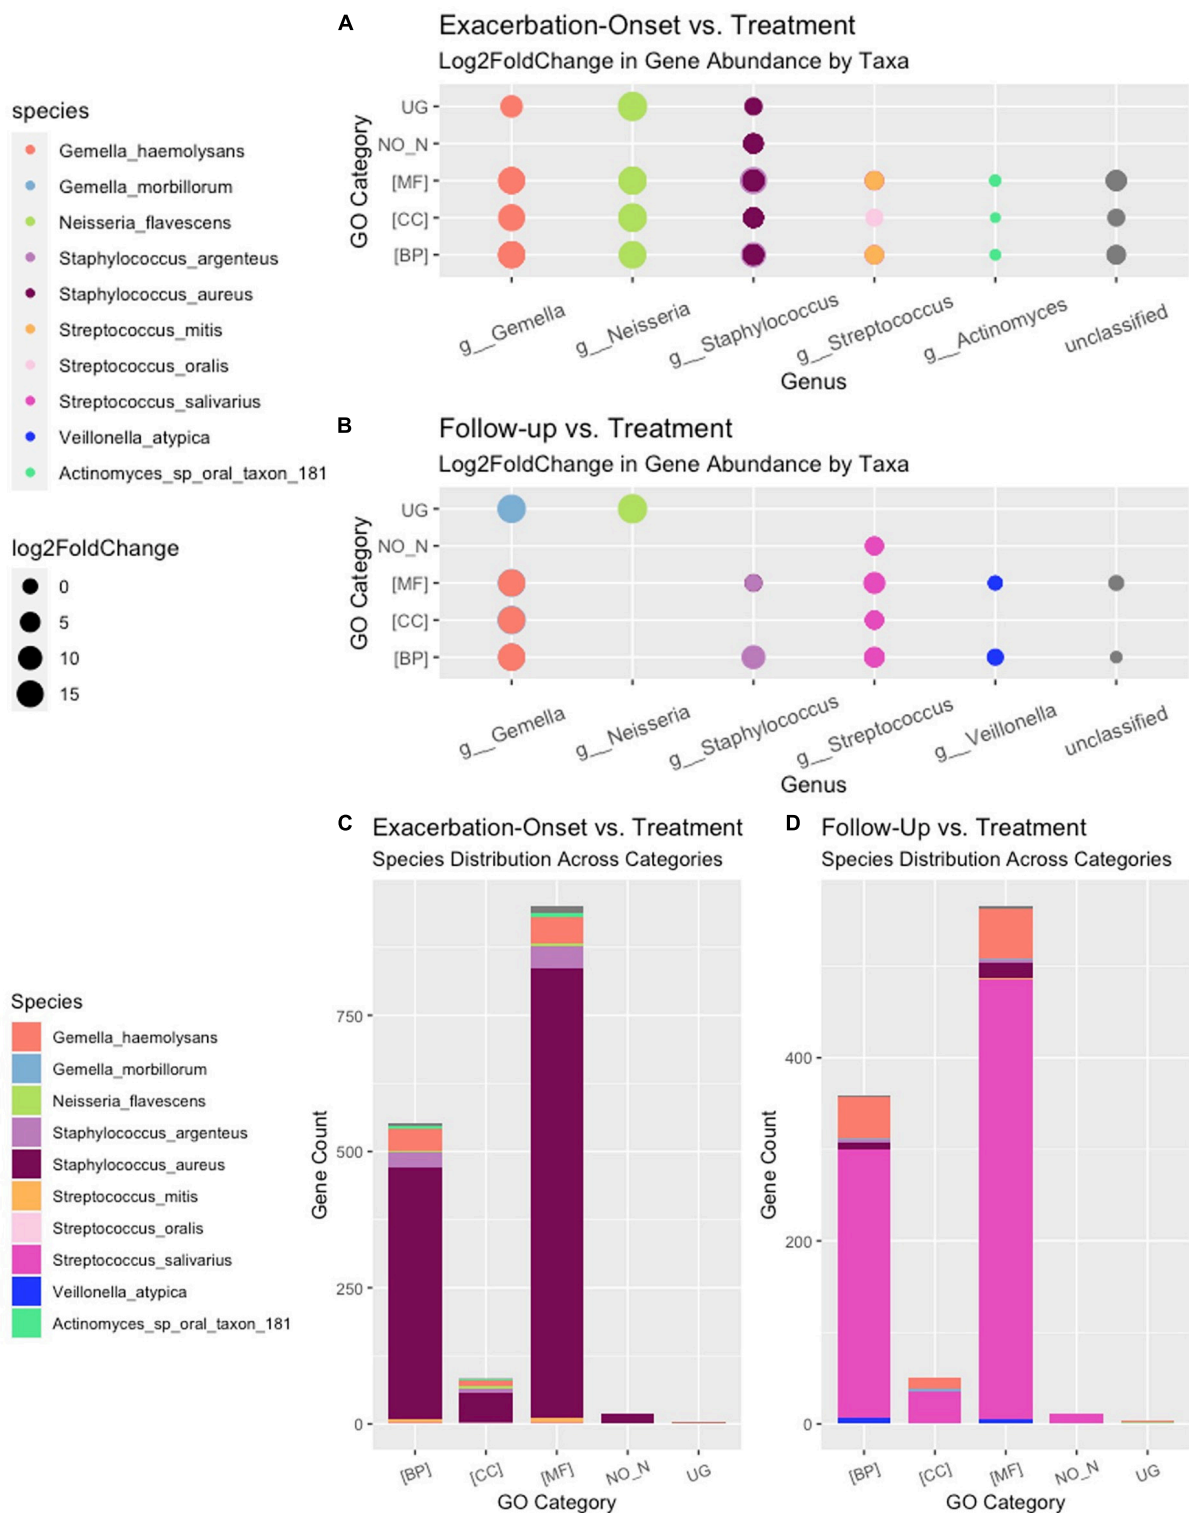 A
Exacerbation-Onset vs. Treatment
Log2FoldChange in Gene Abundance by Taxa
GO Category
UG
NO_N
[MF]
[CC]
[BP]
g__Gemella
g__Neisseria
g__Staphylococcus
g__Streptococcus
g__Actinomyces
unclassified
Genus
species
Gemella_haemolysans
Gemella_morbillorum
Neisseria_flavescens
Staphylococcus_argenteus
Staphylococcus_aureus
Streptococcus_mitis
Streptococcus_oralis
Streptococcus_salivarius
Veillonella_atypica
Actinomyces_sp_oral_taxon_181
log2FoldChange
0
5
10
15
B
Follow-up vs. Treatment
Log2FoldChange in Gene Abundance by Taxa
GO Category
UG
NO_N
[MF]
[CC]
[BP]
g__Gemella
g__Neisseria
g__Staphylococcus
g__Streptococcus
g__Veillonella
unclassified
Genus
Species
Gemella_haemolysans
Gemella_morbillorum
Neisseria_flavescens
Staphylococcus_argenteus
Staphylococcus_aureus
Streptococcus_mitis
Streptococcus_oralis
Streptococcus_salivarius
Veillonella_atypica
Actinomyces_sp_oral_taxon_181
C
Exacerbation-Onset vs. Treatment
Species Distribution Across Categories
Gene Count
750
500
250
0
[BP]
[CC]
[MF]
NO_N
UG
GO Category
D
Follow-Up vs. Treatment
Species Distribution Across Categories
Gene Count
400
200
0
[BP]
[CC]
[MF]
NO_N
UG
GO Category